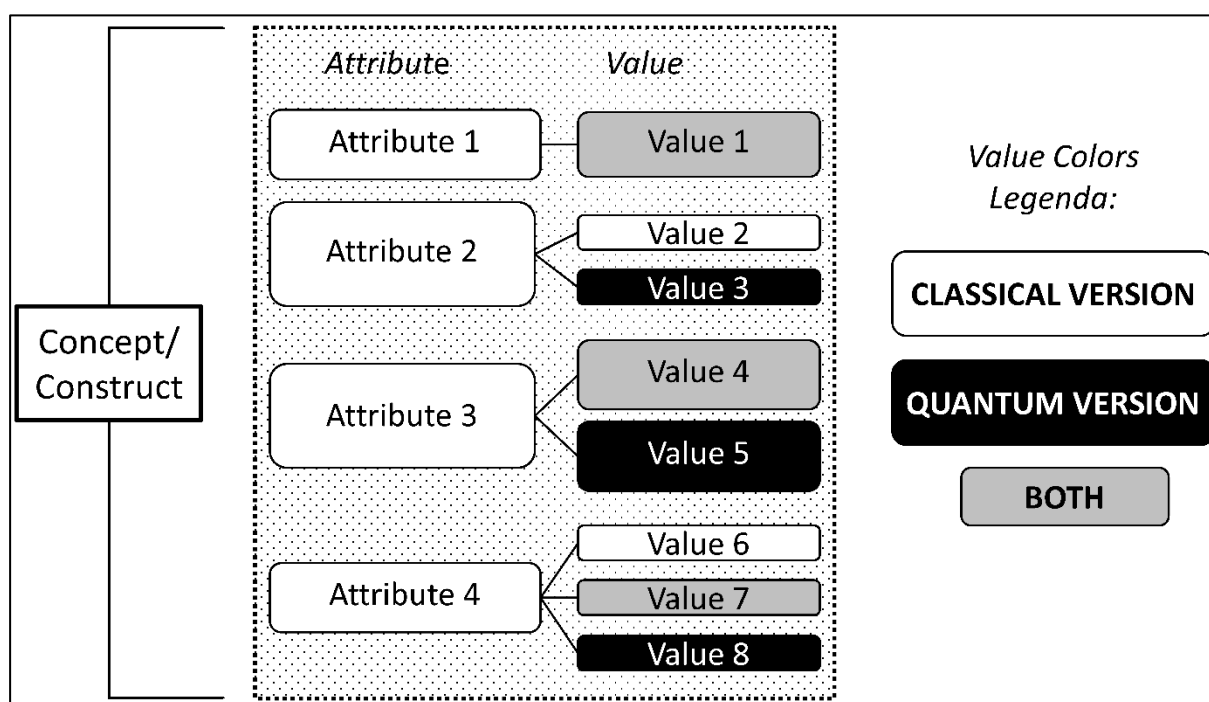 Attribute
Value
Attribute 1
Value 1
Attribute 2
Value 2
Value 3
Attribute 3
Value 4
Value 5
Attribute 4
Value 6
Value 7
Value 8
Concept/
Construct
Value Colors
Legenda:
CLASSICAL VERSION
QUANTUM VERSION
BOTH